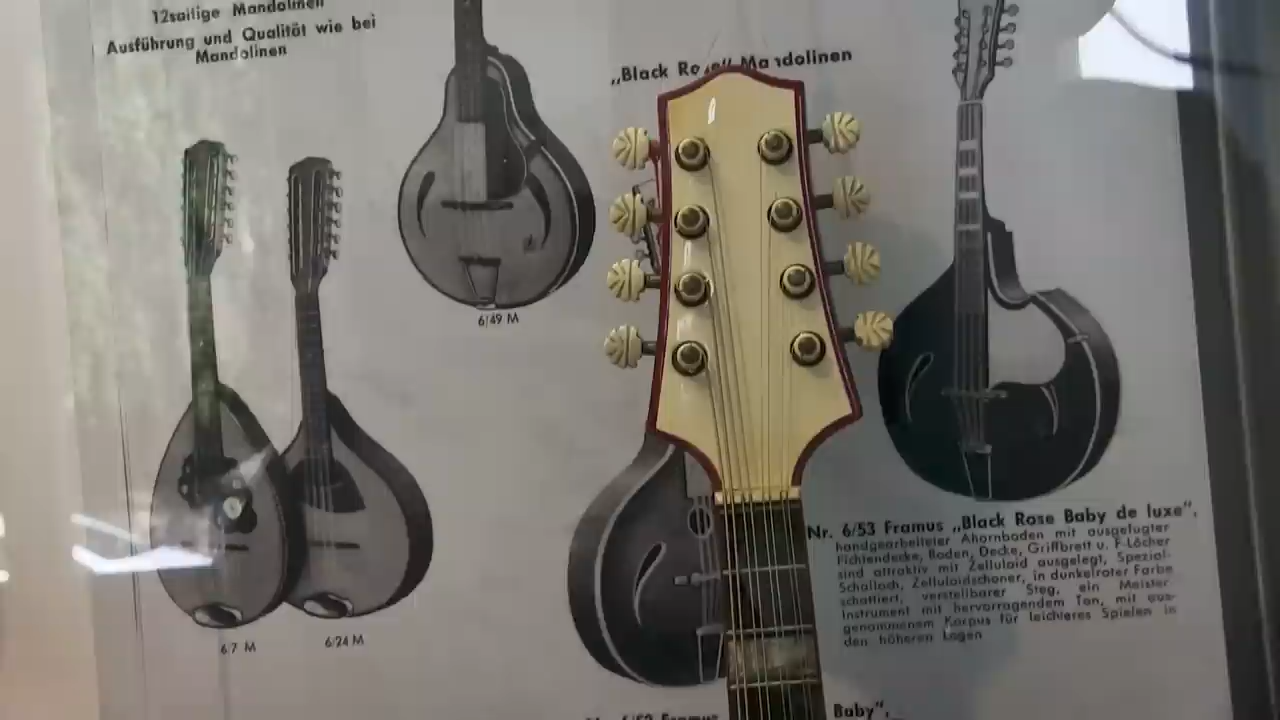 12saitige Mandolinen
Ausführung und Qualität wie bei
Mandolinen
„Black Rose" Mandolinen
6/49 M
6/7 M
6/24 M
Nr. 6/53 Framus „Black Rose Baby de luxe",
handgearbeiteter Ahornboden mit ausgesuchter
Fichtendecke, Boden, Decke, Griffbrett u. F-Löcher
sind attraktiv mit Zelluloid ausgelegt, Spezial-
Schalloch, Zelluloidschoner, in dunkelroter Farbe
schattiert, verstellbarer Steg, ein Meister
instrument mit hervorragendem Ton, mit aus-
genommenem Korpus für leichteres Spielen in
den höheren Lagen
Framus
Baby",